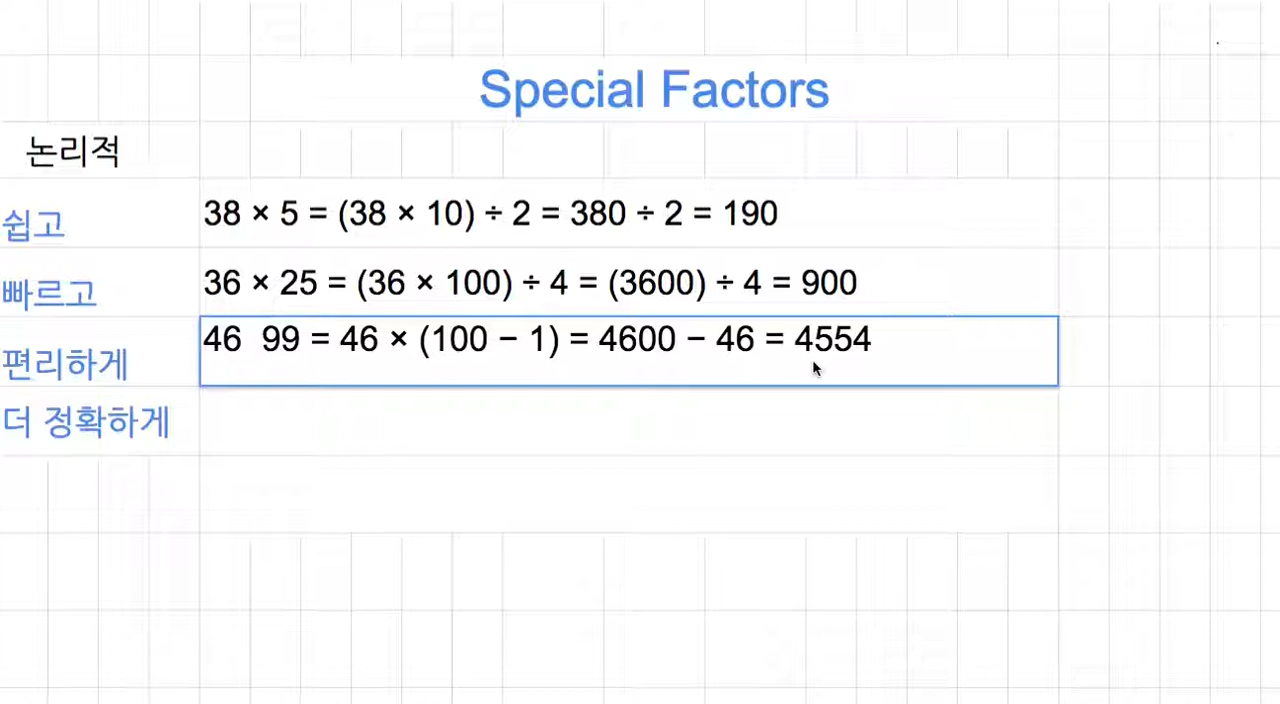 Special Factors
논리적
쉽고
38 × 5 = (38 × 10) ÷ 2 = 380 ÷ 2 = 190
빠르고
36 × 25 = (36 × 100) ÷ 4 = (3600) ÷ 4 = 900
46  99 = 46 × (100 − 1) = 4600 − 46 = 4554
편리하게
더 정확하게